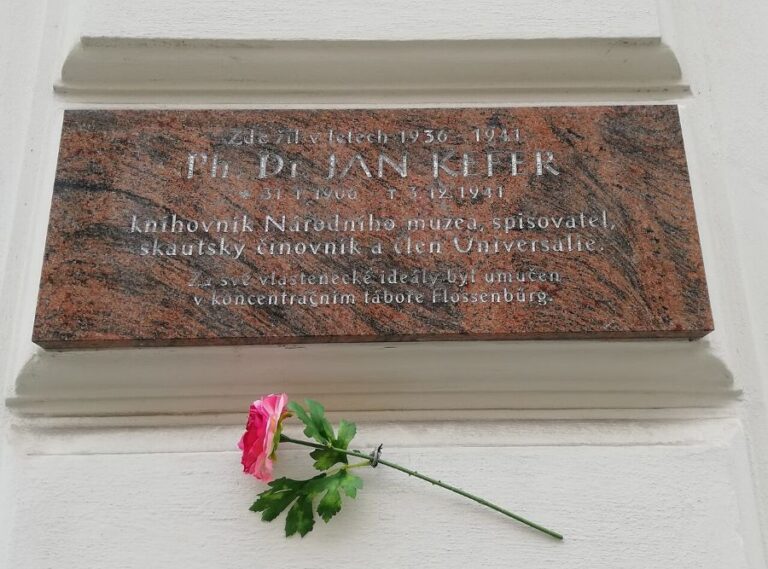 Zde žil v letech 1936 - 1941
Ph. Dr. JAN KEFER
* 31. 1. 1906 † 3. 12. 1941
knihovník Národního muzea, spisovatel,
skautský činovník a člen Universalie.
Za své vlastenecké ideály byl umučen
v koncentračním táboře Flossenbürg.